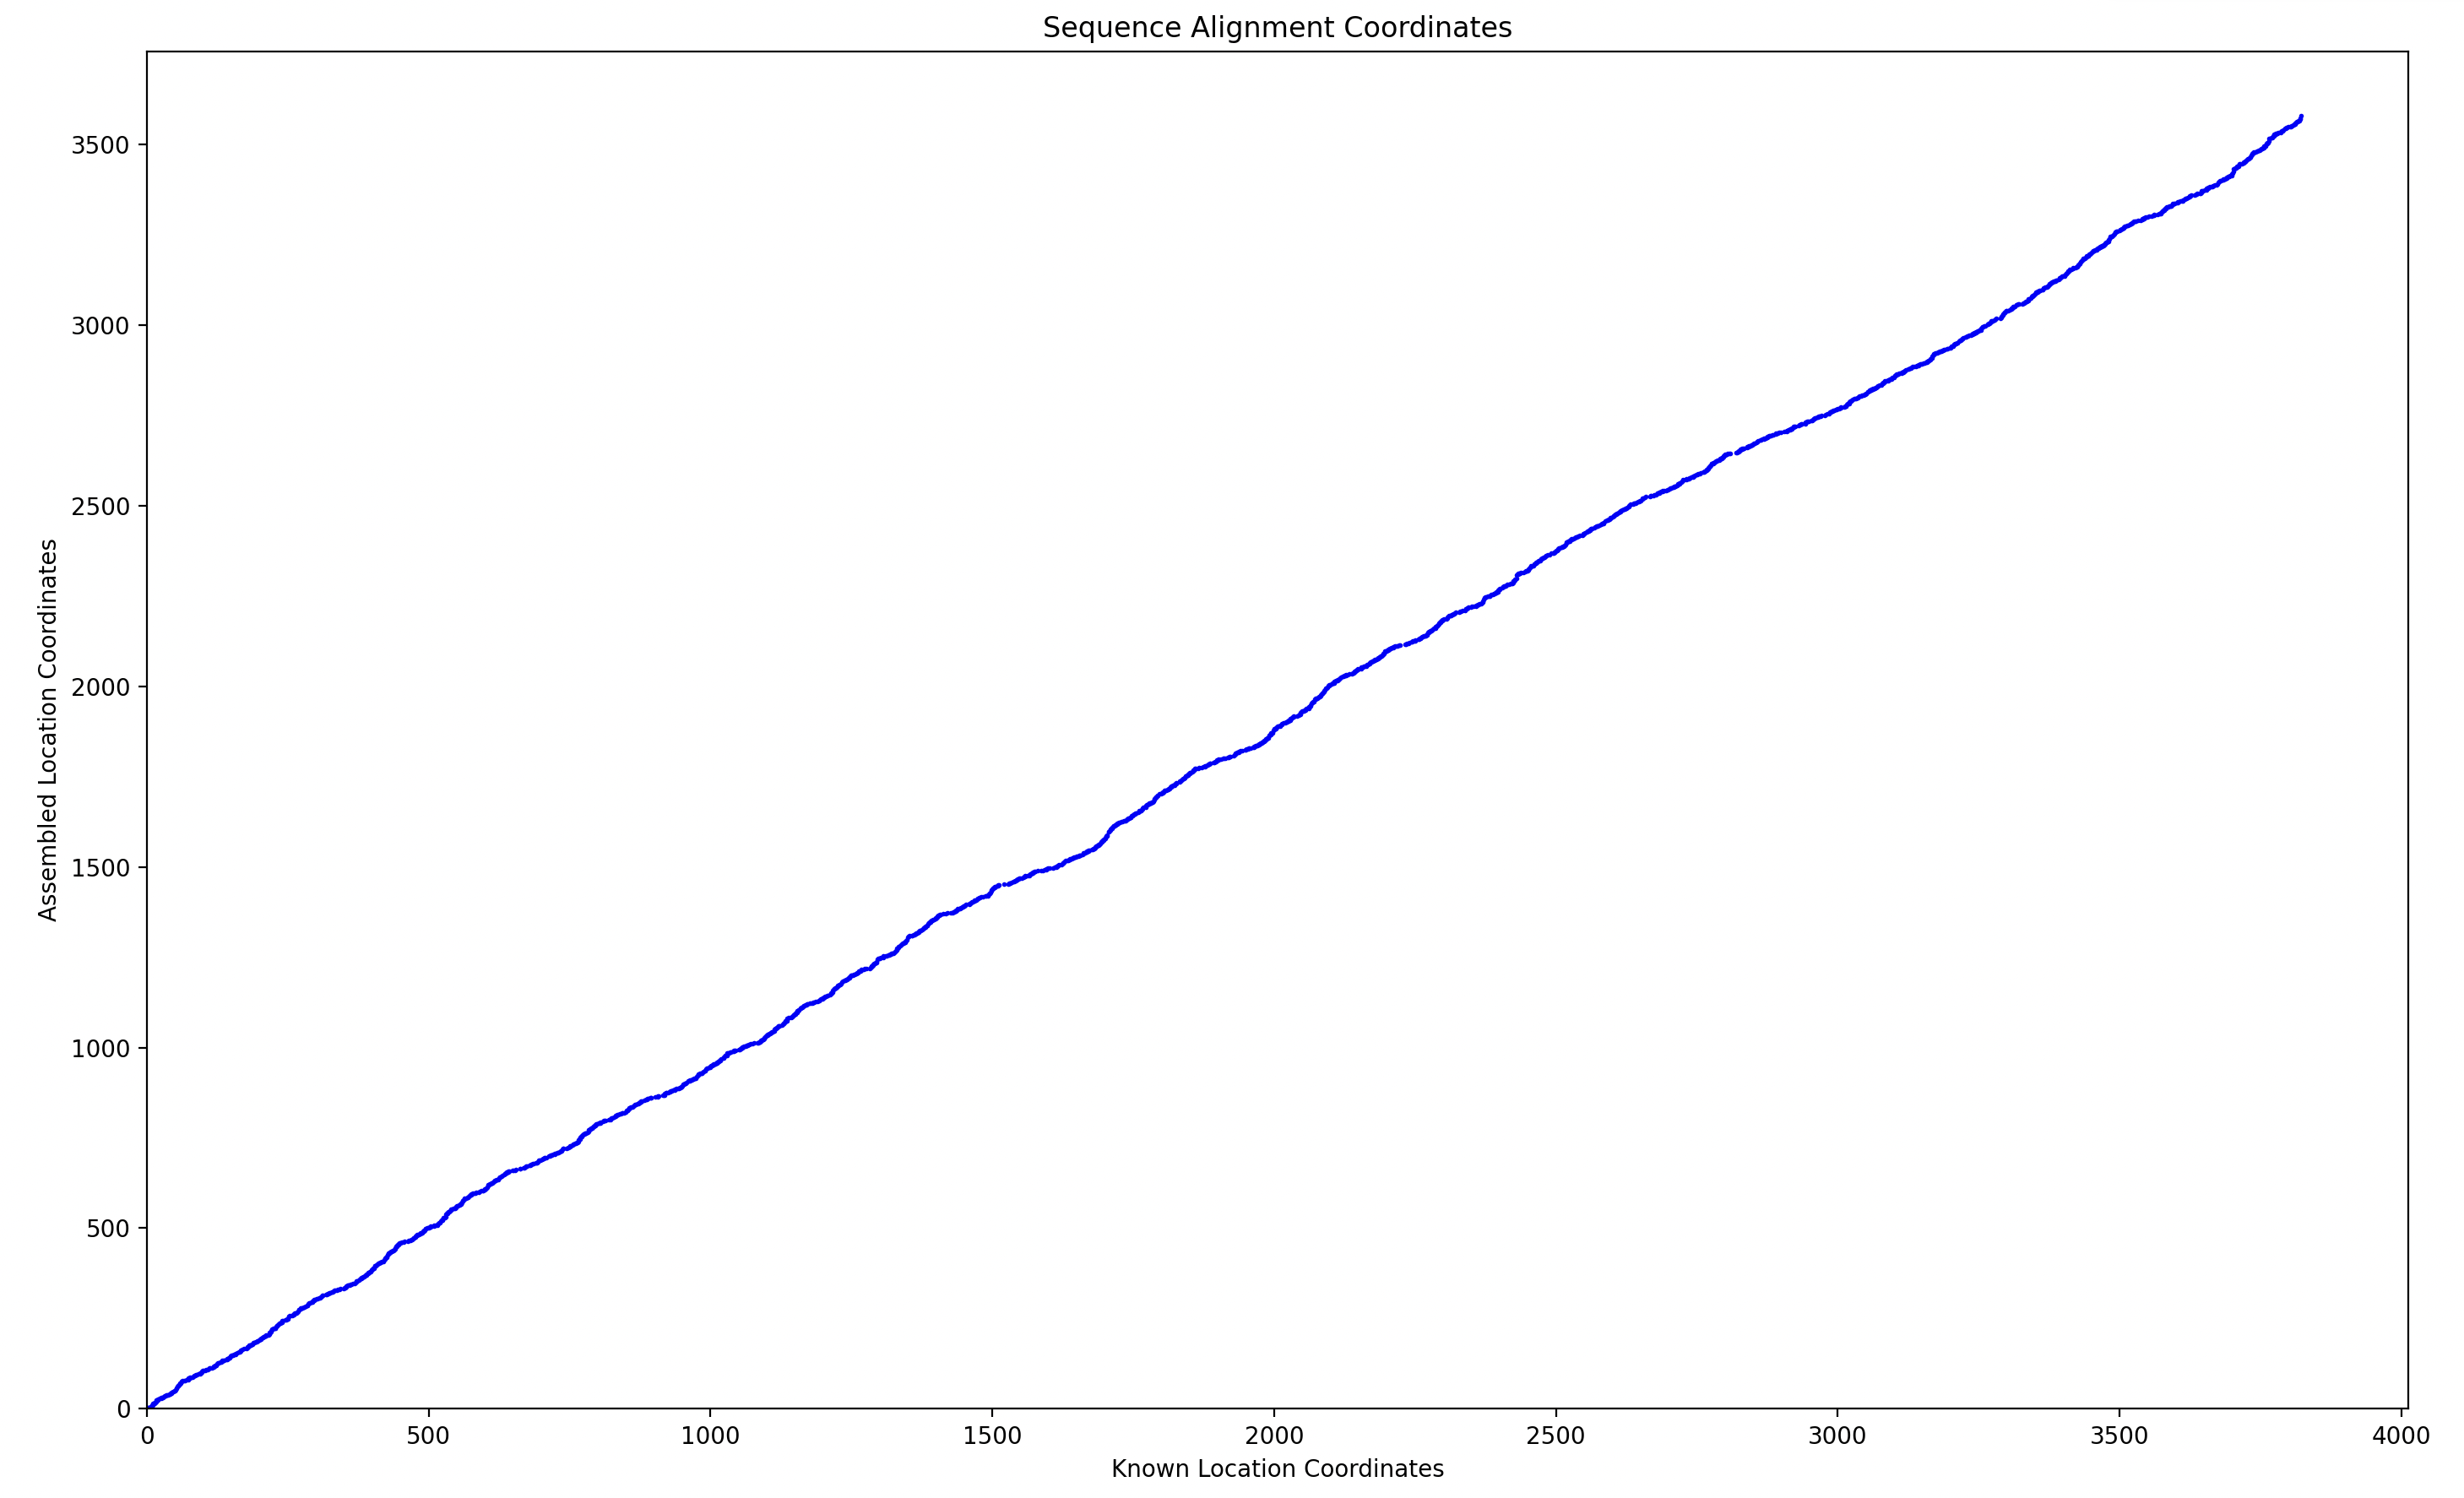 Sequence Alignment Coordinates
Assembled Location Coordinates
3500
3000
2500
2000
1500
1000
500
0
0 500 1000 1500 2000 2500 3000 3500 4000
Known Location Coordinates